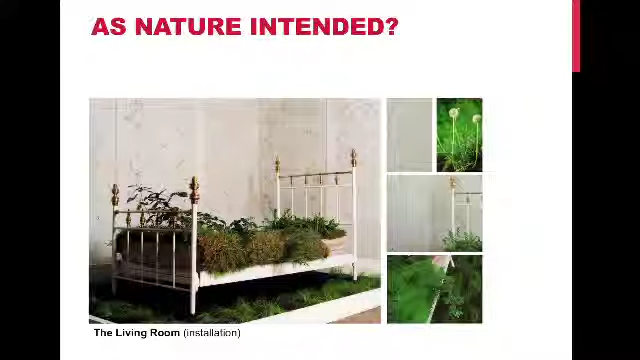 AS NATURE INTENDED?
The Living Room (installation)